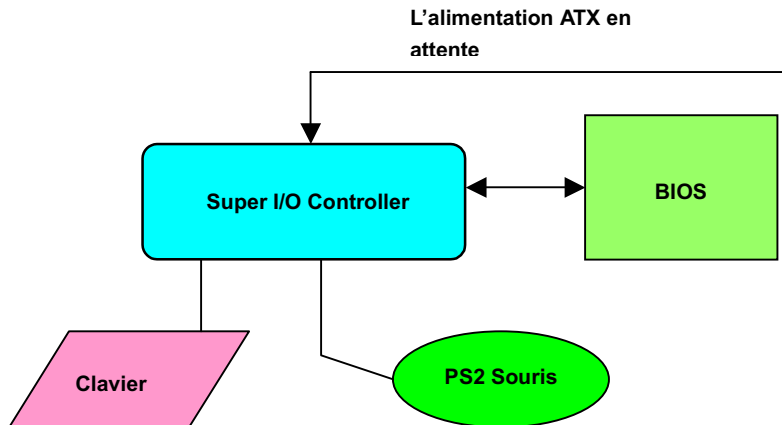 L'alimentation ATX en
attente
Super I/O Controller
BIOS
Clavier
PS2 Souris